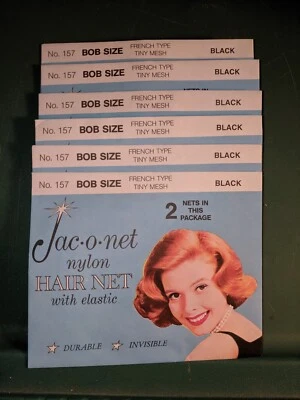 No. 157 BOB SIZE FRENCH TYPE TINY MESH BLACK
No. 157 BOB SIZE FRENCH TYPE TINY MESH BLACK
NETS IN
No. 157 BOB SIZE FRENCH TYPE TINY MESH BLACK
No. 157 BOB SIZE FRENCH TYPE TINY MESH BLACK
No. 157 BOB SIZE FRENCH TYPE TINY MESH BLACK
No. 157 BOB SIZE FRENCH TYPE TINY MESH BLACK
2 NETS IN THIS PACKAGE
Jac·o·net
nylon
HAIR NET
with elastic
DURABLE INVISIBLE